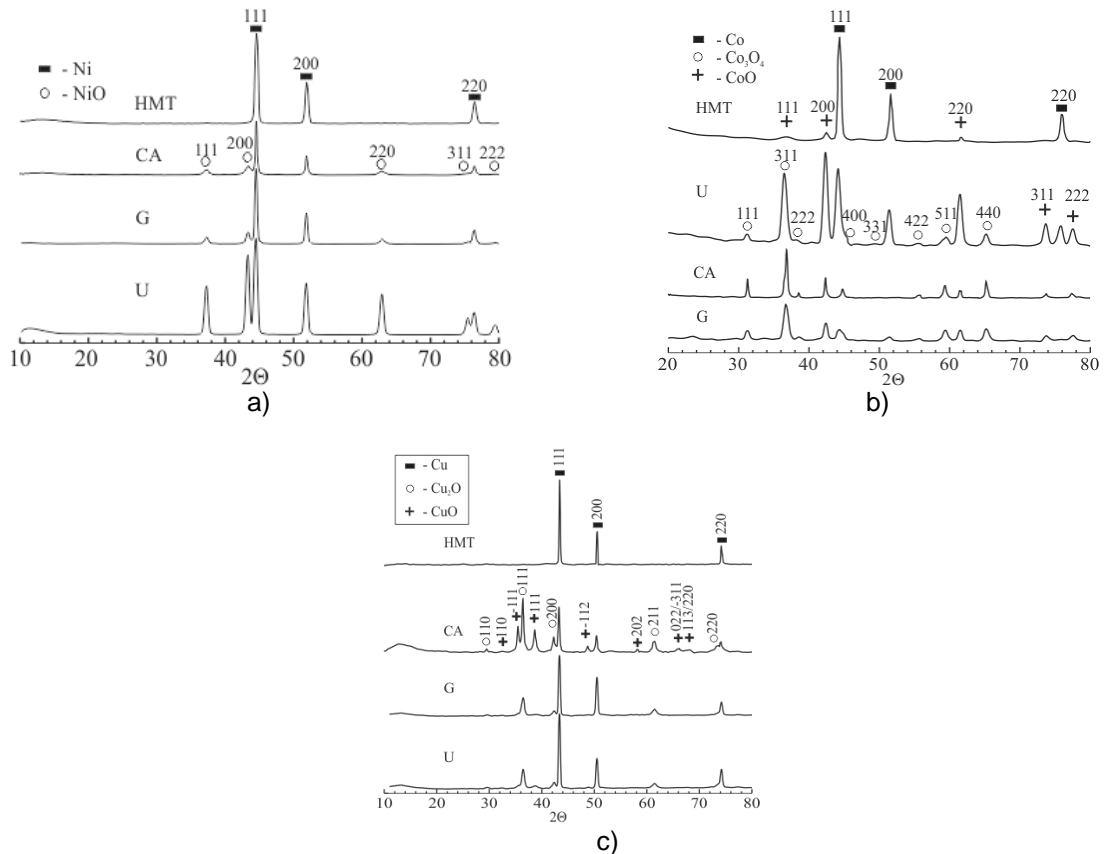 111
- Ni
- NiO
200
220
HMT
CA
111
200
220
311 222
G
U
10 20 30 40 50 60 70 80
2Θ
a)
111
- Co
- Co3O4
- CoO
200
220
HMT
111
200
220
U
111
311
222
400
331
422
511
440
311
222
CA
G
20 30 40 50 60 70 80
2Θ
b)
- Cu
- Cu2O
- CuO
111
200
220
HMT
CA
110
110
-111
111
111
200
-112
202
211
022/-311
113/220
220
G
U
10 20 30 40 50 60 70 80
2Θ
c)